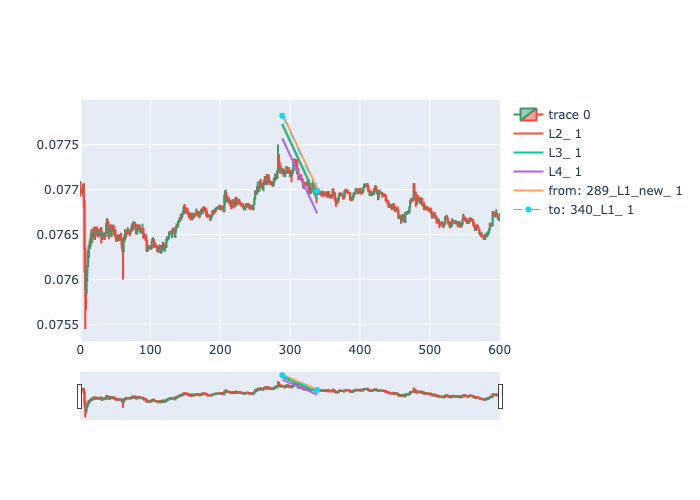 trace 0
L2_ 1
L3_ 1
L4_ 1
from: 289_L1_new_ 1
to: 340_L1_ 1
0.0775
0.077
0.0765
0.076
0.0755
0 100 200 300 400 500 600